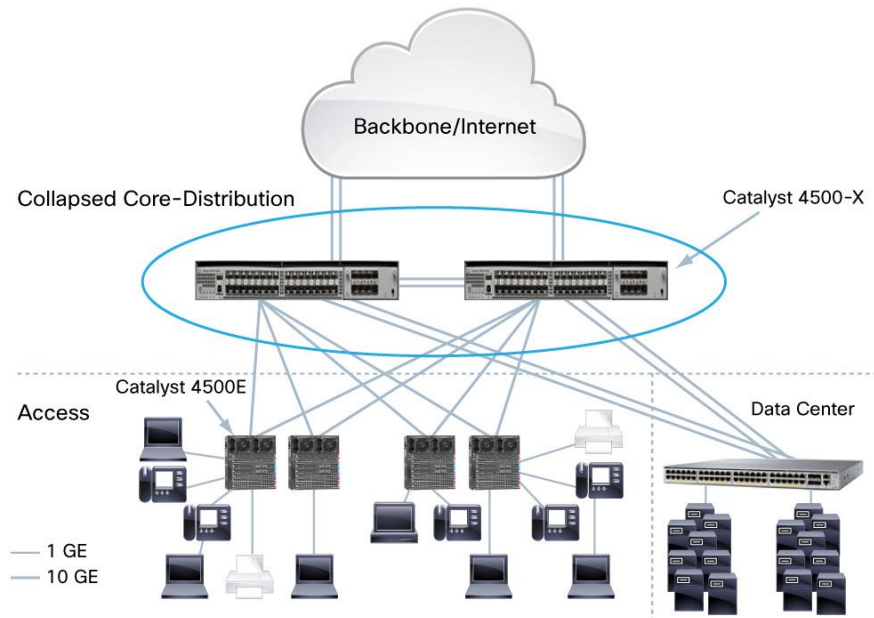 Backbone/Internet
Collapsed Core-Distribution
Catalyst 4500-X
Catalyst 4500E
Access
Data Center
1 GE
10 GE